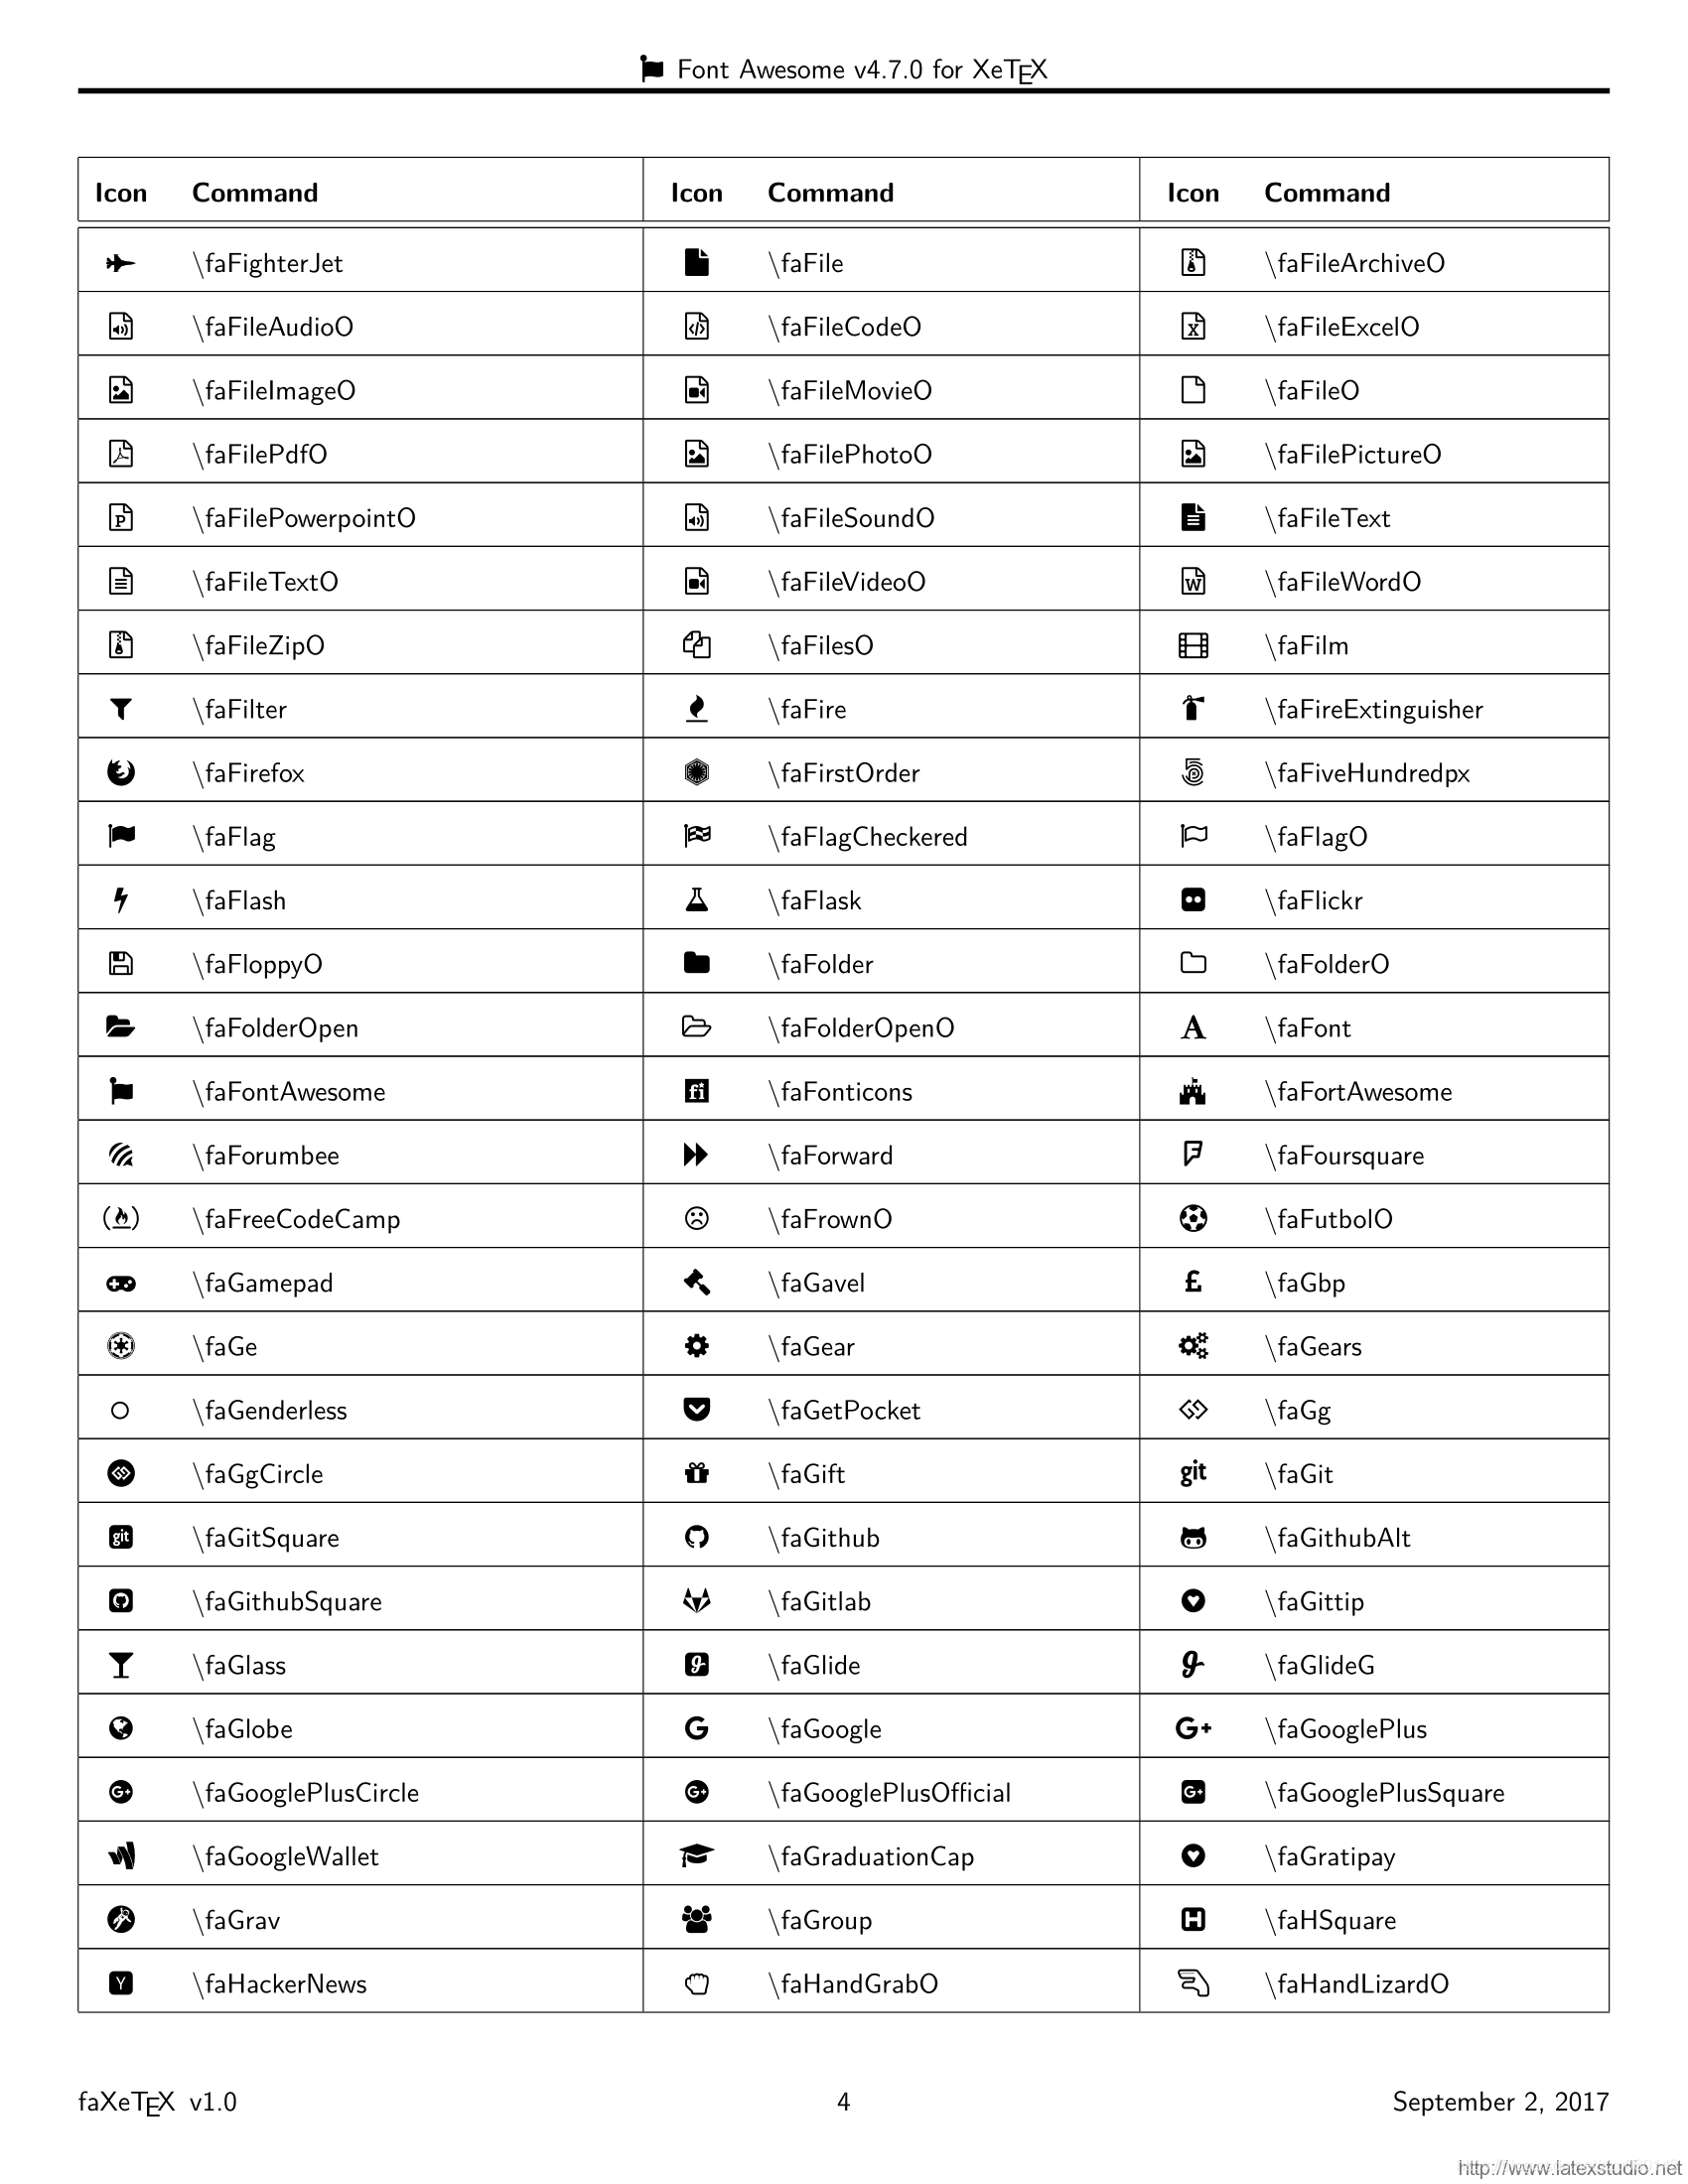 Font Awesome v4.7.0 for XeTEX
Icon Command Icon Command Icon Command
\faFighterJet \faFile \faFileArchiveO
\faFileAudioO \faFileCodeO \faFileExcelO
\faFileImageO \faFileMovieO \faFileO
\faFilePdfO \faFilePhotoO \faFilePictureO
\faFilePowerpointO \faFileSoundO \faFileText
\faFileTextO \faFileVideoO \faFileWordO
\faFileZipO \faFilesO \faFilm
\faFilter \faFire \faFireExtinguisher
\faFirefox \faFirstOrder \faFiveHundredpx
\faFlag \faFlagCheckered \faFlagO
\faFlash \faFlask \faFlickr
\faFloppyO \faFolder \faFolderO
\faFolderOpen \faFolderOpenO \faFont
\faFontAwesome \faFonticons \faFortAwesome
\faForumbee \faForward \faFoursquare
\faFreeCodeCamp \faFrownO \faFutbolO
\faGamepad \faGavel \faGbp
\faGe \faGear \faGears
\faGenderless \faGetPocket \faGg
\faGgCircle \faGift \faGit
\faGitSquare \faGithub \faGithubAlt
\faGithubSquare \faGitlab \faGittip
\faGlass \faGlide \faGlideG
\faGlobe \faGoogle \faGooglePlus
\faGooglePlusCircle \faGooglePlusOfficial \faGooglePlusSquare
\faGoogleWallet \faGraduationCap \faGratipay
\faGrav \faGroup \faHSquare
\faHackerNews \faHandGrabO \faHandLizardO
faXeTEX v1.0 4 September 2, 2017
http://www.latexstudio.net